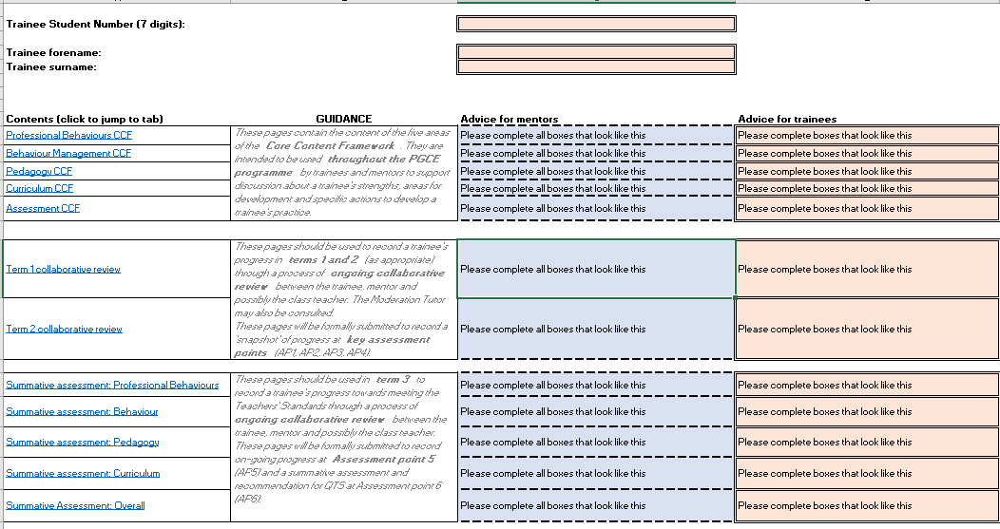 Trainee Student Number (7 digits):
Trainee forename:
Trainee surname:
Contents (click to jump to tab)
GUIDANCE
Advice for mentors
Advice for trainees
Professional Behaviours CCF
Behaviour Management CCF
Pedagogy CCF
Curriculum CCF
Assessment CCF
These pages contain the content of the five areas
of the Core Content Framework . They are
intended to be used throughout the PGCE
programme by trainees and mentors to support
discussion about a trainee's strengths, areas for
development and specific actions to develop a
trainee's practice.
Please complete all boxes that look like this
Please complete all boxes that look like this
Please complete all boxes that look like this
Please complete all boxes that look like this
Please complete all boxes that look like this
Please complete boxes that look like this
Please complete boxes that look like this
Please complete boxes that look like this
Please complete boxes that look like this
Please complete boxes that look like this
Term 1 collaborative review
Term 2 collaborative review
These pages should be used to record a trainee's
progress in terms 1 and 2 (as appropriate)
through a process of ongoing collaborative
review between the trainee, mentor and
possibly the class teacher. The Moderation Tutor
may also be consulted.
These pages will be formally submitted to record a
'snapshot' of progress at key assessment
points (AP1, AP2, AP3, AP4).
Please complete all boxes that look like this
Please complete all boxes that look like this
Please complete boxes that look like this
Please complete boxes that look like this
Summative assessment: Professional Behaviours
Summative assessment: Behaviour
Summative assessment: Pedagogy
Summative assessment: Curriculum
Summative Assessment: Overall
These pages should be used in term 3 to
record a trainee's progress towards meeting the
Teachers' Standards through a process of
ongoing collaborative review between the
trainee, mentor and possibly the class teacher.
These pages will be formally submitted to record
on-going progress at Assessment point 5
(AP5) and a summative assessment and
recommendation for QTS at Assessment point 6
(AP6).
Please complete all boxes that look like this
Please complete all boxes that look like this
Please complete all boxes that look like this
Please complete all boxes that look like this
Please complete all boxes that look like this
Please complete boxes that look like this
Please complete boxes that look like this
Please complete boxes that look like this
Please complete boxes that look like this
Please complete boxes that look like this